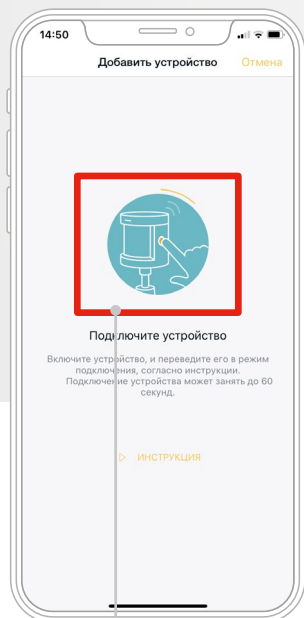 14:50
Добавить устройство
Отмена
Подключите устройство
Включите устройство, и переведите его в режим
подключения, согласно инструкции.
Подключение устройства может занять до 60
секунд.
ИНСТРУКЦИЯ